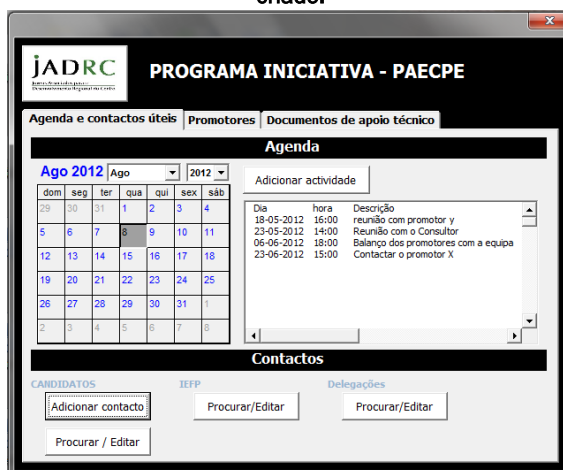 criado.
x
JADRC
PROGRAMA INICIATIVA - PAECPE
Agenda e contactos úteis Promotores Documentos de apoio técnico
Agenda
Ago 2012 Ago 2012
Adicionar actividade
dom seg ter qua qui sex sáb
29 30 31 1 2 3 4
5 6 7 8 9 10 11
12 13 14 15 16 17 18
19 20 21 22 23 24 25
26 27 28 29 30 31 1
2 3 4 5 6 7 8
Dia hora Descrição
18-05-2012 16:00 reunião com promotor y
23-05-2012 14:00 Reunião com o Consultor
06-06-2012 18:00 Balanço dos promotores com a equipa
23-06-2012 15:00 Contactar o promotor X
Contactos
CANDIDATOS IEFP Delegações
Adicionar contacto Procurar/Editar Procurar/Editar
Procurar / Editar